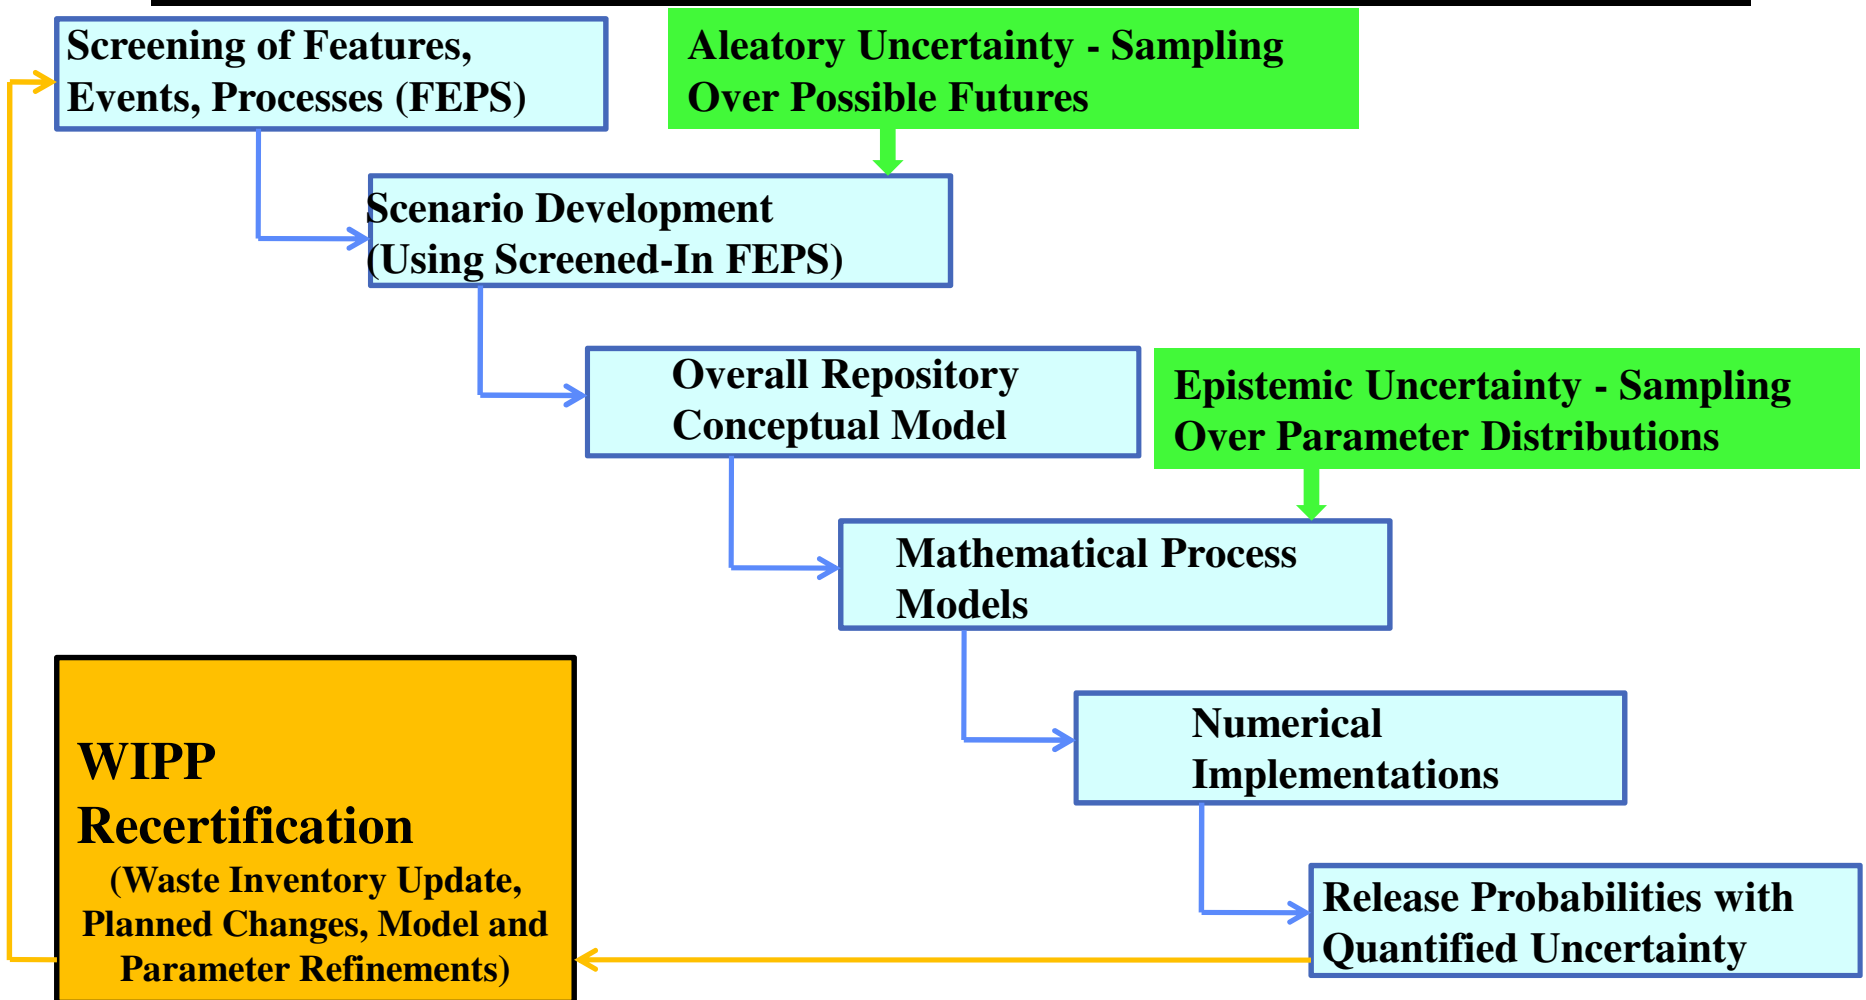 Screening of Features,
Events, Processes (FEPS)
Aleatory Uncertainty - Sampling
Over Possible Futures
Scenario Development
(Using Screened-In FEPS)
Overall Repository
Conceptual Model
Epistemic Uncertainty - Sampling
Over Parameter Distributions
Mathematical Process
Models
Numerical
Implementations
WIPP
Recertification
(Waste Inventory Update,
Planned Changes, Model and
Parameter Refinements)
Release Probabilities with
Quantified Uncertainty